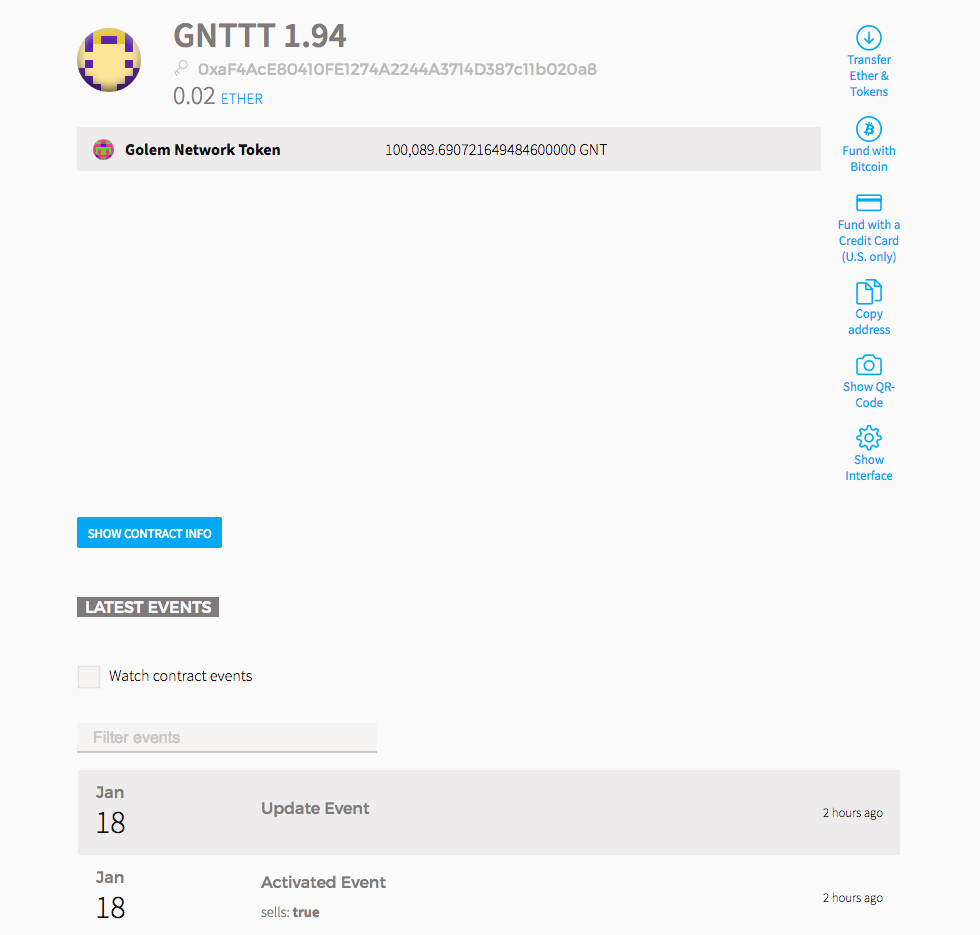 GNTTT 1.94
0xaF4AcE80410FE1274A2244A3714D387c11b020a8
0.02 ETHER
Golem Network Token 100,089.690721649484600000 GNT
Transfer
Ether &
Tokens
Fund with
Bitcoin
Fund with a
Credit Card
(U.S. only)
Copy
address
Show QR-
Code
Show
Interface
SHOW CONTRACT INFO
LATEST EVENTS
Watch contract events
Filter events
Jan
18
Update Event
2 hours ago
Jan
18
Activated Event
sells: true
2 hours ago